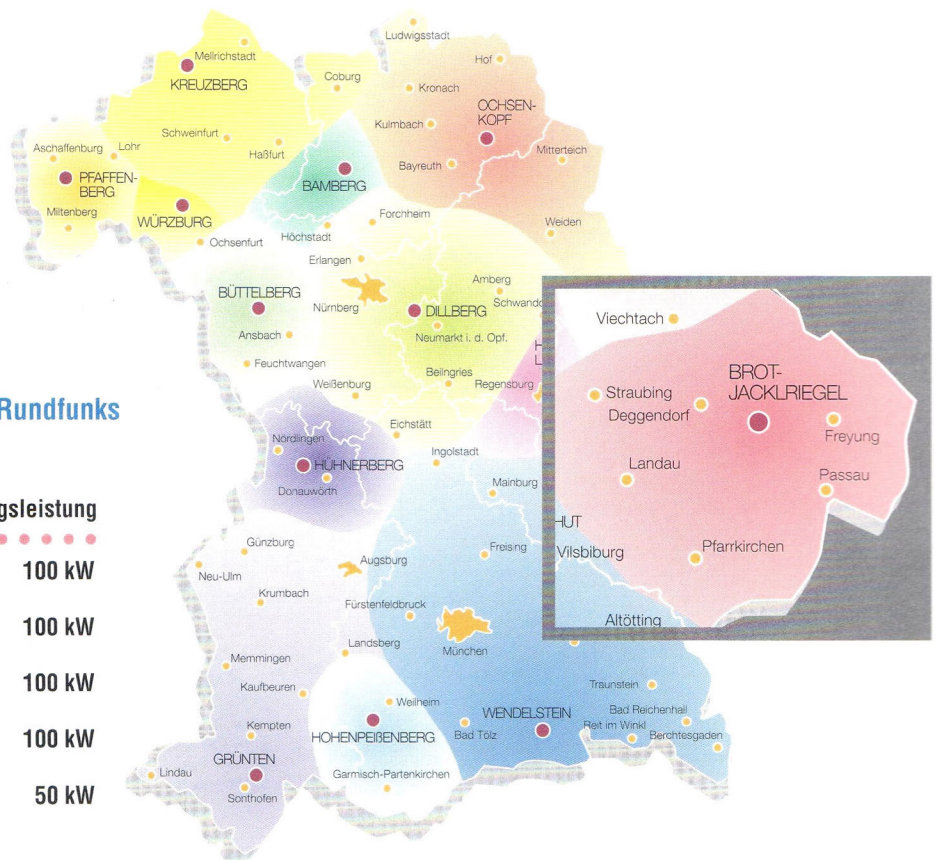 Ludwigsstadt
Mellrichstadt
Hof
KREUZBERG
Coburg
Kronach
OCHSEN-
KOPF
Kulmbach
Schweinfurt
Haßfurt
Lohr
Aschaffenburg
Mitterteich
Bayreuth
PFAFFEN-
BERG
BAMBERG
Miltenberg
WÜRZBURG
Forchheim
Weiden
Höchstadt
Ochsenfurt
Erlangen
Amberg
BÜTTELBERG
Nürnberg
DILLBERG
Ansbach
Neumarkt i. d. Opf.
Feuchtwangen
Beilngries
Weißenburg
Regensburg
Rundfunks
Eichstätt
Nördlingen
Ingolstadt
HÜHNERBERG
Donauwörth
Mainburg
Günzburg
Augsburg
Freising
Neu-Ulm
Krumbach
Fürstenfeldbruck
Landsberg
München
Memmingen
Kaufbeuren
Traunstein
Weilheim
Kempten
WENDELSTEIN
Bad Reichenhall
HOHENPEIßENBERG
Bad Tölz
Reit im Winkl
Berchtesgaden
GRÜNTEN
Lindau
Garmisch-Partenkirchen
Sonthofen
Viechtach
BROT-
JACKLRIEGEL
Straubing
Deggendorf
Freyung
Landau
Passau
HUT
Vilsbiburg
Pfarrkirchen
Altötting
gsleistung
100 kW
100 kW
100 kW
100 kW
50 kW